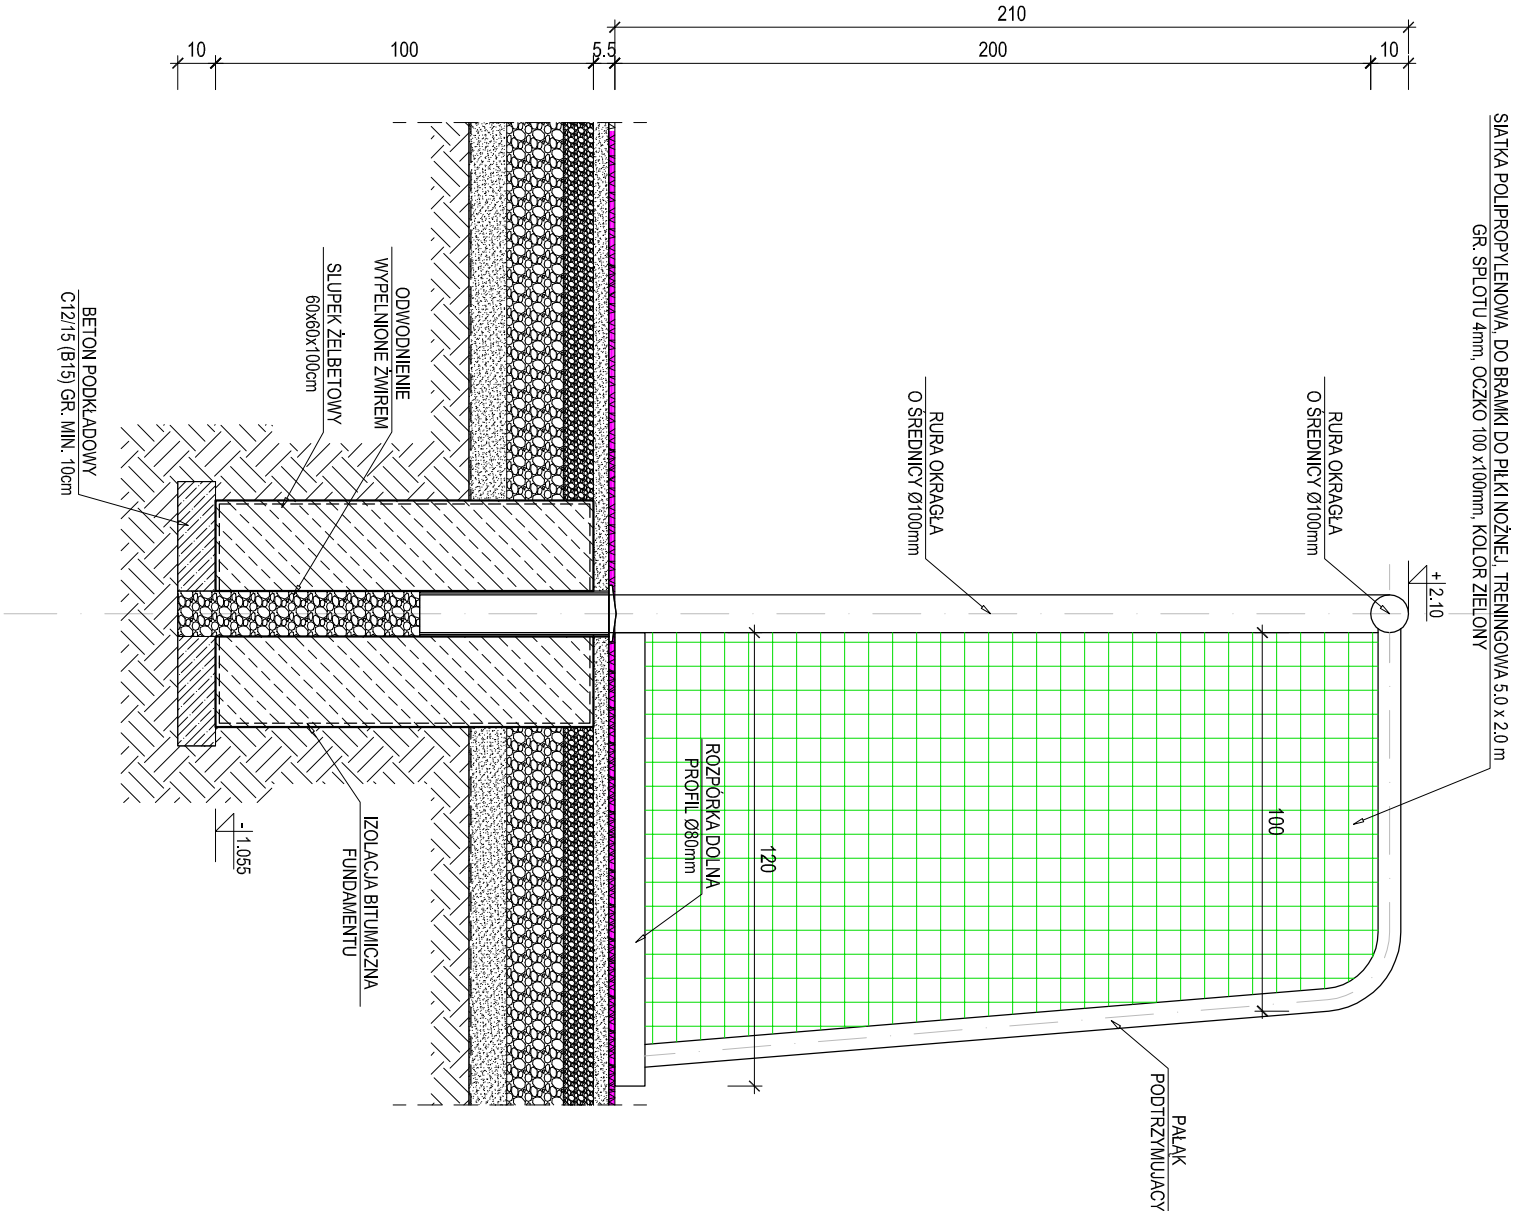 SIATKA POLIPROPYLENOWA, DO BRAMKI DO PIŁKI NOŻNEJ, TRENINGOWA 5.0 x 2.0 m
GR. SPLOTU 4mm, OCZKO 100 x100mm, KOLOR ZIELONY
+ 2.10
RURA OKRĄGŁA
O ŚREDNICY Ø100mm
RURA OKRĄGŁA
O ŚREDNICY Ø100mm
PAŁĄK
PODTRZYMUJĄCY
100
120
ROZPÓRKA DOLNA
PROFIL Ø80mm
ODWODNIENIE
WYPEŁNIONE ŻWIREM
SŁUPEK ŻELBETOWY
60x60x100cm
IZOLACJA BITUMICZNA
FUNDAMENTU
- 1.055
BETON PODKŁADOWY
C12/15 (B15) GR. MIN. 10cm
210
10
200
5.5
100
10